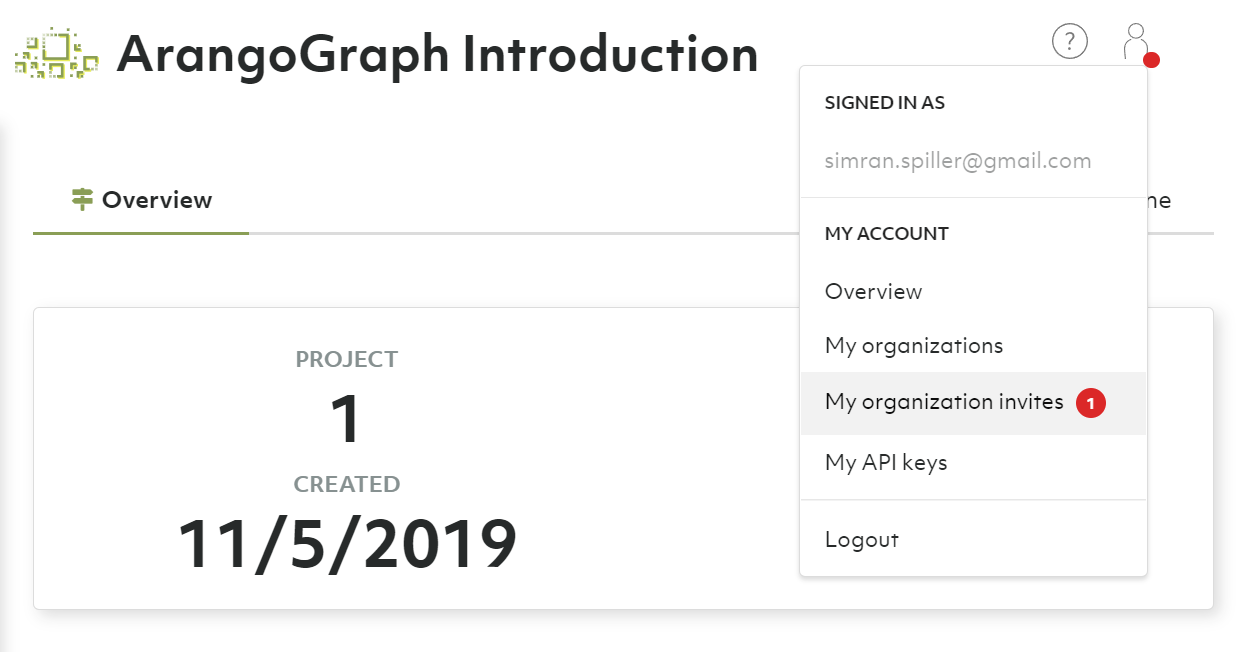 ArangoGraph Introduction
?
SIGNED IN AS
simran.spiller@gmail.com
Overview
MY ACCOUNT
Overview
My organizations
My organization invites 1
My API keys
Logout
PROJECT
1
CREATED
11/5/2019